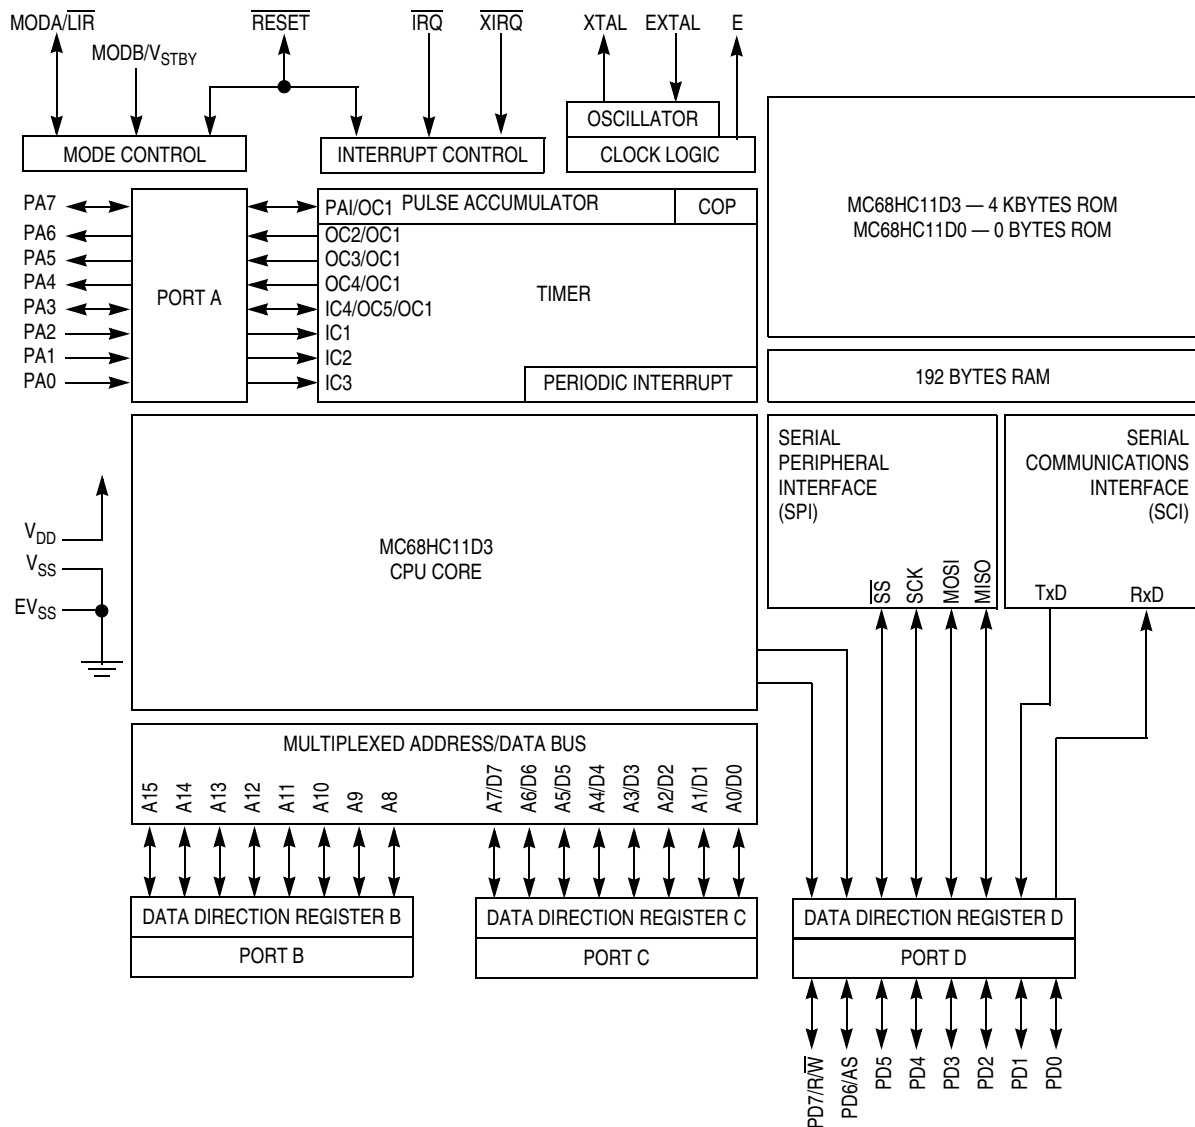 MODA/L̅I̅R̅
MODB/VSTBY
R̅E̅S̅E̅T̅
I̅R̅Q̅
X̅I̅R̅Q̅
XTAL
EXTAL
E
MODE CONTROL
INTERRUPT CONTROL
OSCILLATOR
CLOCK LOGIC
PA7
PA6
PA5
PA4
PA3
PA2
PA1
PA0
PORT A
PAI/OC1
PULSE ACCUMULATOR
COP
OC2/OC1
OC3/OC1
OC4/OC1
IC4/OC5/OC1
IC1
IC2
IC3
TIMER
PERIODIC INTERRUPT
MC68HC11D3 — 4 KBYTES ROM
MC68HC11D0 — 0 BYTES ROM
192 BYTES RAM
VDD
VSS
EVSS
MC68HC11D3
CPU CORE
SERIAL
PERIPHERAL
INTERFACE
(SPI)
S̅S̅
SCK
MOSI
MISO
SERIAL
COMMUNICATIONS
INTERFACE
(SCI)
TxD
RxD
MULTIPLEXED ADDRESS/DATA BUS
A15
A14
A13
A12
A11
A10
A9
A8
A7/D7
A6/D6
A5/D5
A4/D4
A3/D3
A2/D2
A1/D1
A0/D0
DATA DIRECTION REGISTER B
PORT B
DATA DIRECTION REGISTER C
PORT C
DATA DIRECTION REGISTER D
PORT D
PD7/R/W̅
PD6/AS
PD5
PD4
PD3
PD2
PD1
PD0